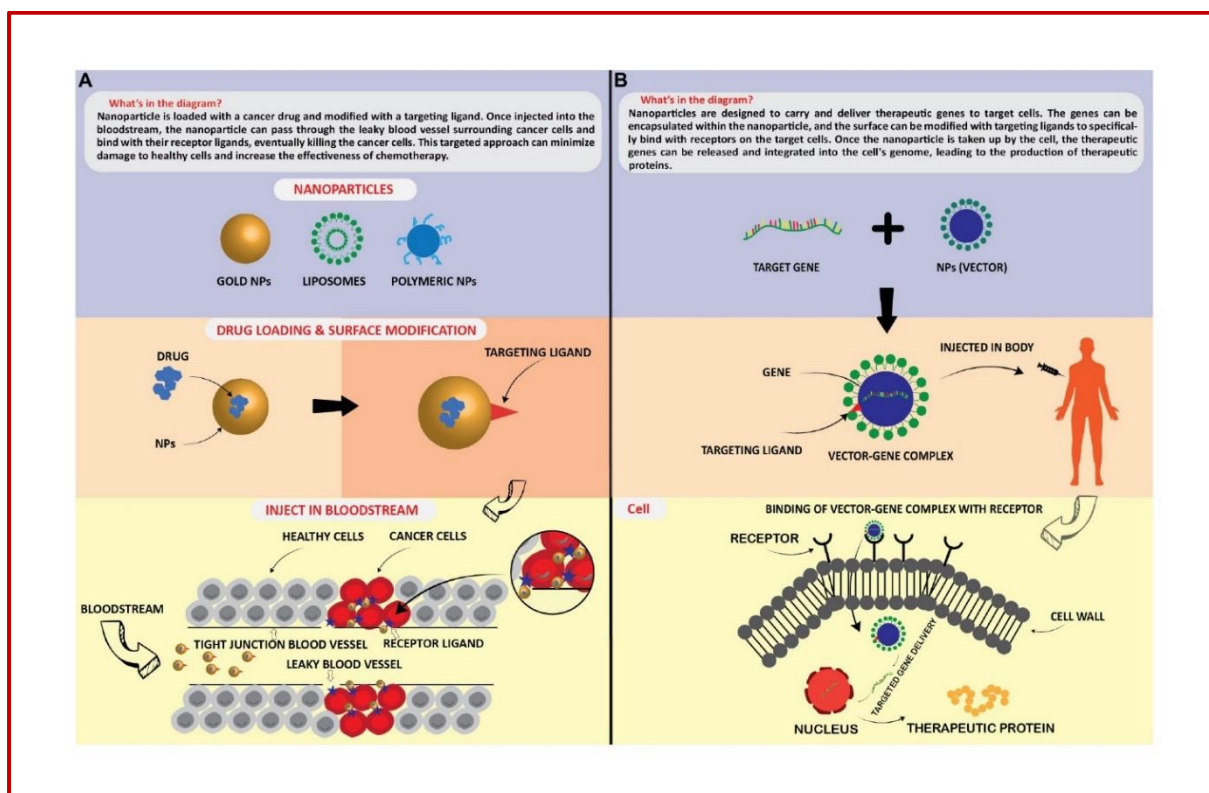 A
What's in the diagram?
Nanoparticle is loaded with a cancer drug and modified with a targeting ligand. Once injected into the
bloodstream, the nanoparticle can pass through the leaky blood vessel surrounding cancer cells and
bind with their receptor ligands, eventually killing the cancer cells. This targeted approach can minimize
damage to healthy cells and increase the effectiveness of chemotherapy.
NANOPARTICLES
GOLD NPs
LIPOSOMES
POLYMERIC NPs
DRUG LOADING & SURFACE MODIFICATION
DRUG
NPs
TARGETING LIGAND
INJECT IN BLOODSTREAM
HEALTHY CELLS
CANCER CELLS
BLOODSTREAM
TIGHT JUNCTION BLOOD VESSEL
RECEPTOR LIGAND
LEAKY BLOOD VESSEL
B
What's in the diagram?
Nanoparticles are designed to carry and deliver therapeutic genes to target cells. The genes can be
encapsulated within the nanoparticle, and the surface can be modified with targeting ligands to specifical-
ly bind with receptors on the target cells. Once the nanoparticle is taken up by the cell, the therapeutic
genes can be released and integrated into the cell's genome, leading to the production of therapeutic
proteins.
TARGET GENE
NPs (VECTOR)
GENE
INJECTED IN BODY
TARGETING LIGAND
VECTOR-GENE COMPLEX
Cell
BINDING OF VECTOR-GENE COMPLEX WITH RECEPTOR
RECEPTOR
CELL WALL
TARGETED GENE DELIVERY
NUCLEUS
THERAPEUTIC PROTEIN